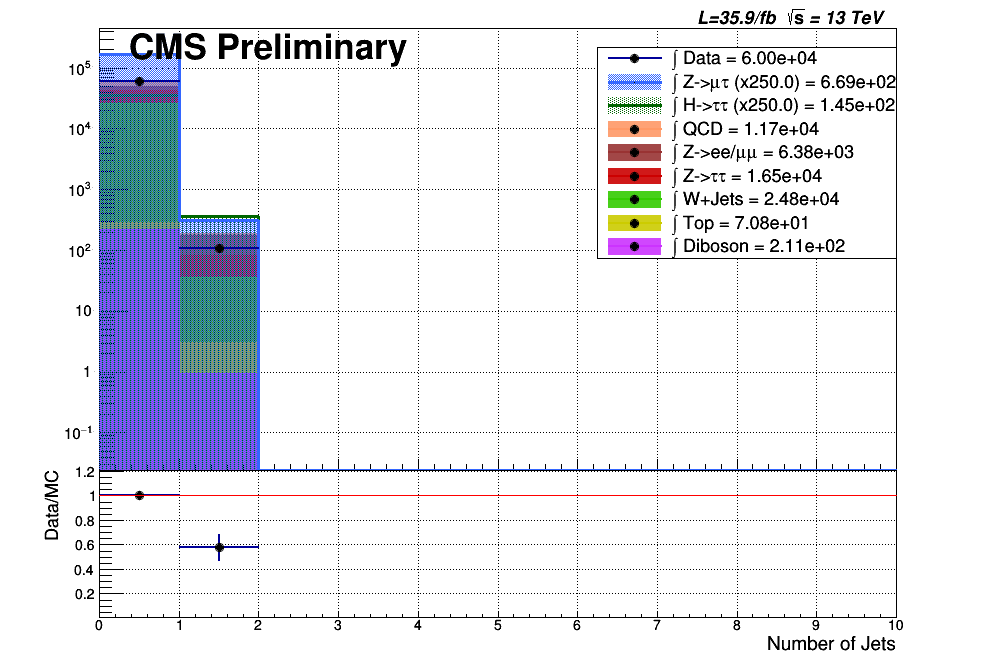 L=35.9/fb √s = 13 TeV
CMS Preliminary
∫ Data = 6.00e+04
∫ Z->μτ (x250.0) = 6.69e+02
∫ H->ττ (x250.0) = 1.45e+02
∫ QCD = 1.17e+04
∫ Z->ee/μμ = 6.38e+03
∫ Z->ττ = 1.65e+04
∫ W+Jets = 2.48e+04
∫ Top = 7.08e+01
∫ Diboson = 2.11e+02
10⁵
10⁴
10³
10²
10
1
10⁻¹
1.2
1
0.8
0.6
0.4
0.2
Data/MC
0 1 2 3 4 5 6 7 8 9 10
Number of Jets